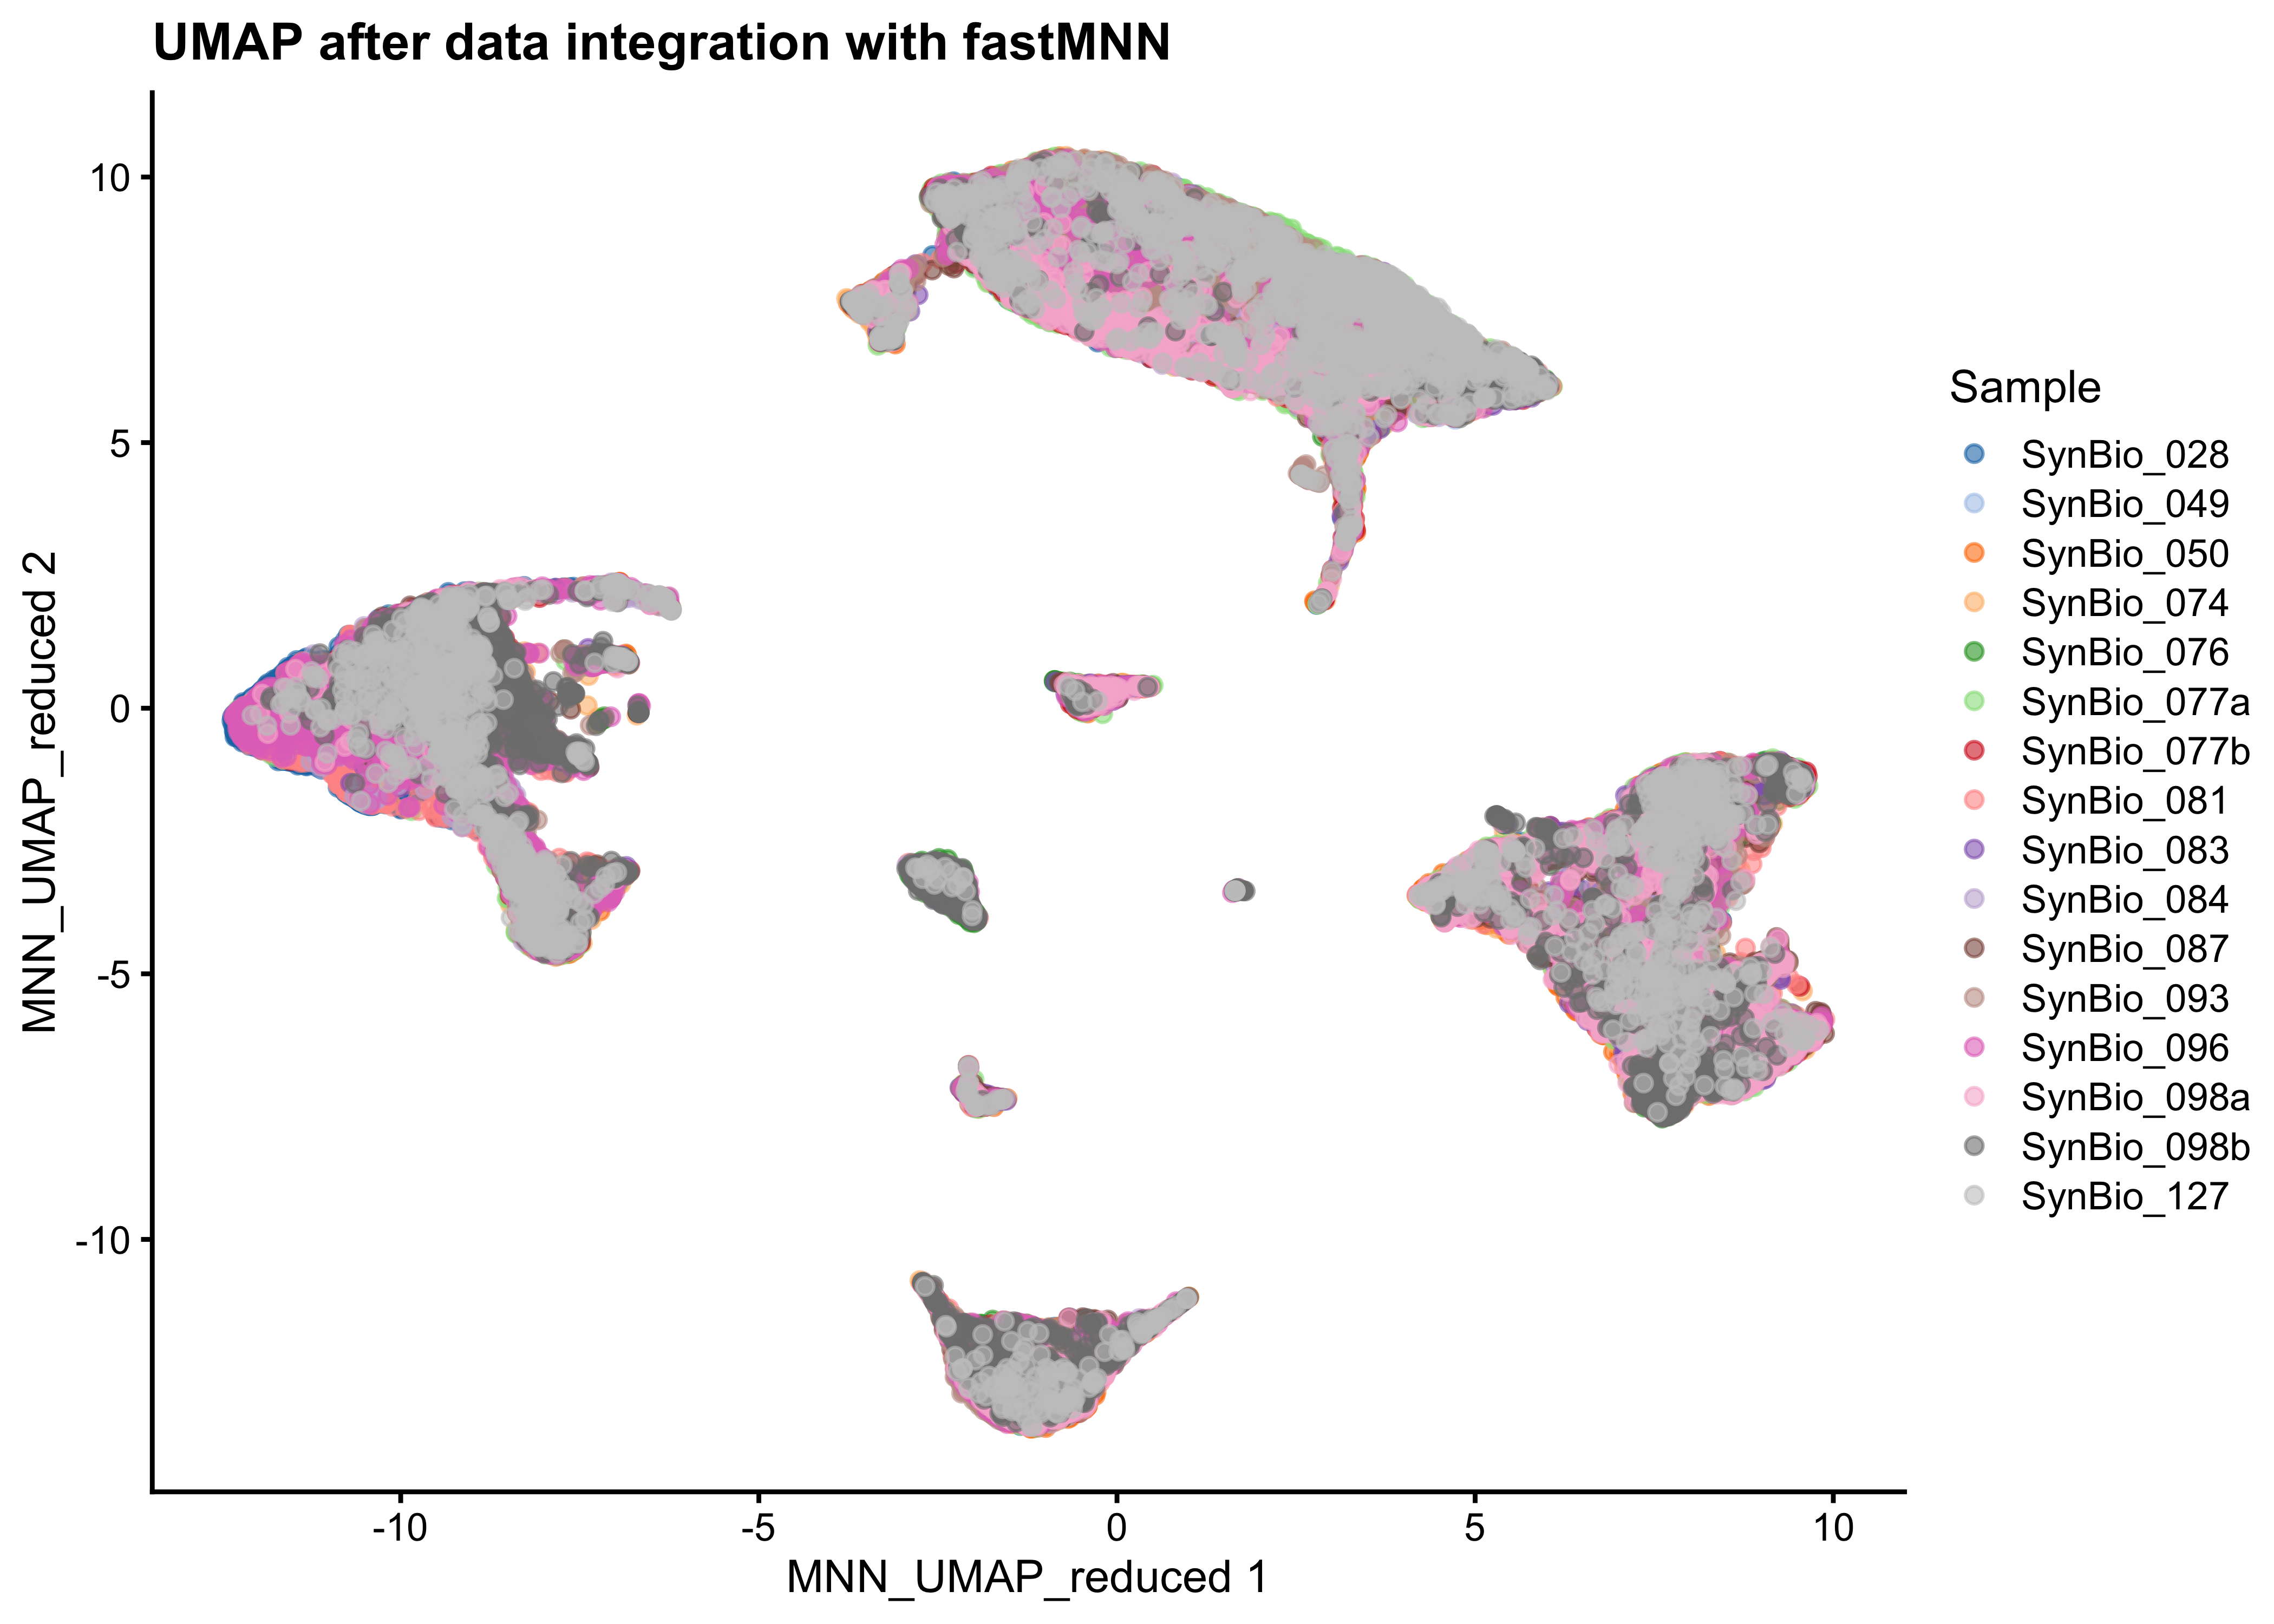 UMAP after data integration with fastMNN
MNN_UMAP_reduced 2
10
5
0
-5
-10
-10
-5
0
5
10
MNN_UMAP_reduced 1
Sample
SynBio_028
SynBio_049
SynBio_050
SynBio_074
SynBio_076
SynBio_077a
SynBio_077b
SynBio_081
SynBio_083
SynBio_084
SynBio_087
SynBio_093
SynBio_096
SynBio_098a
SynBio_098b
SynBio_127